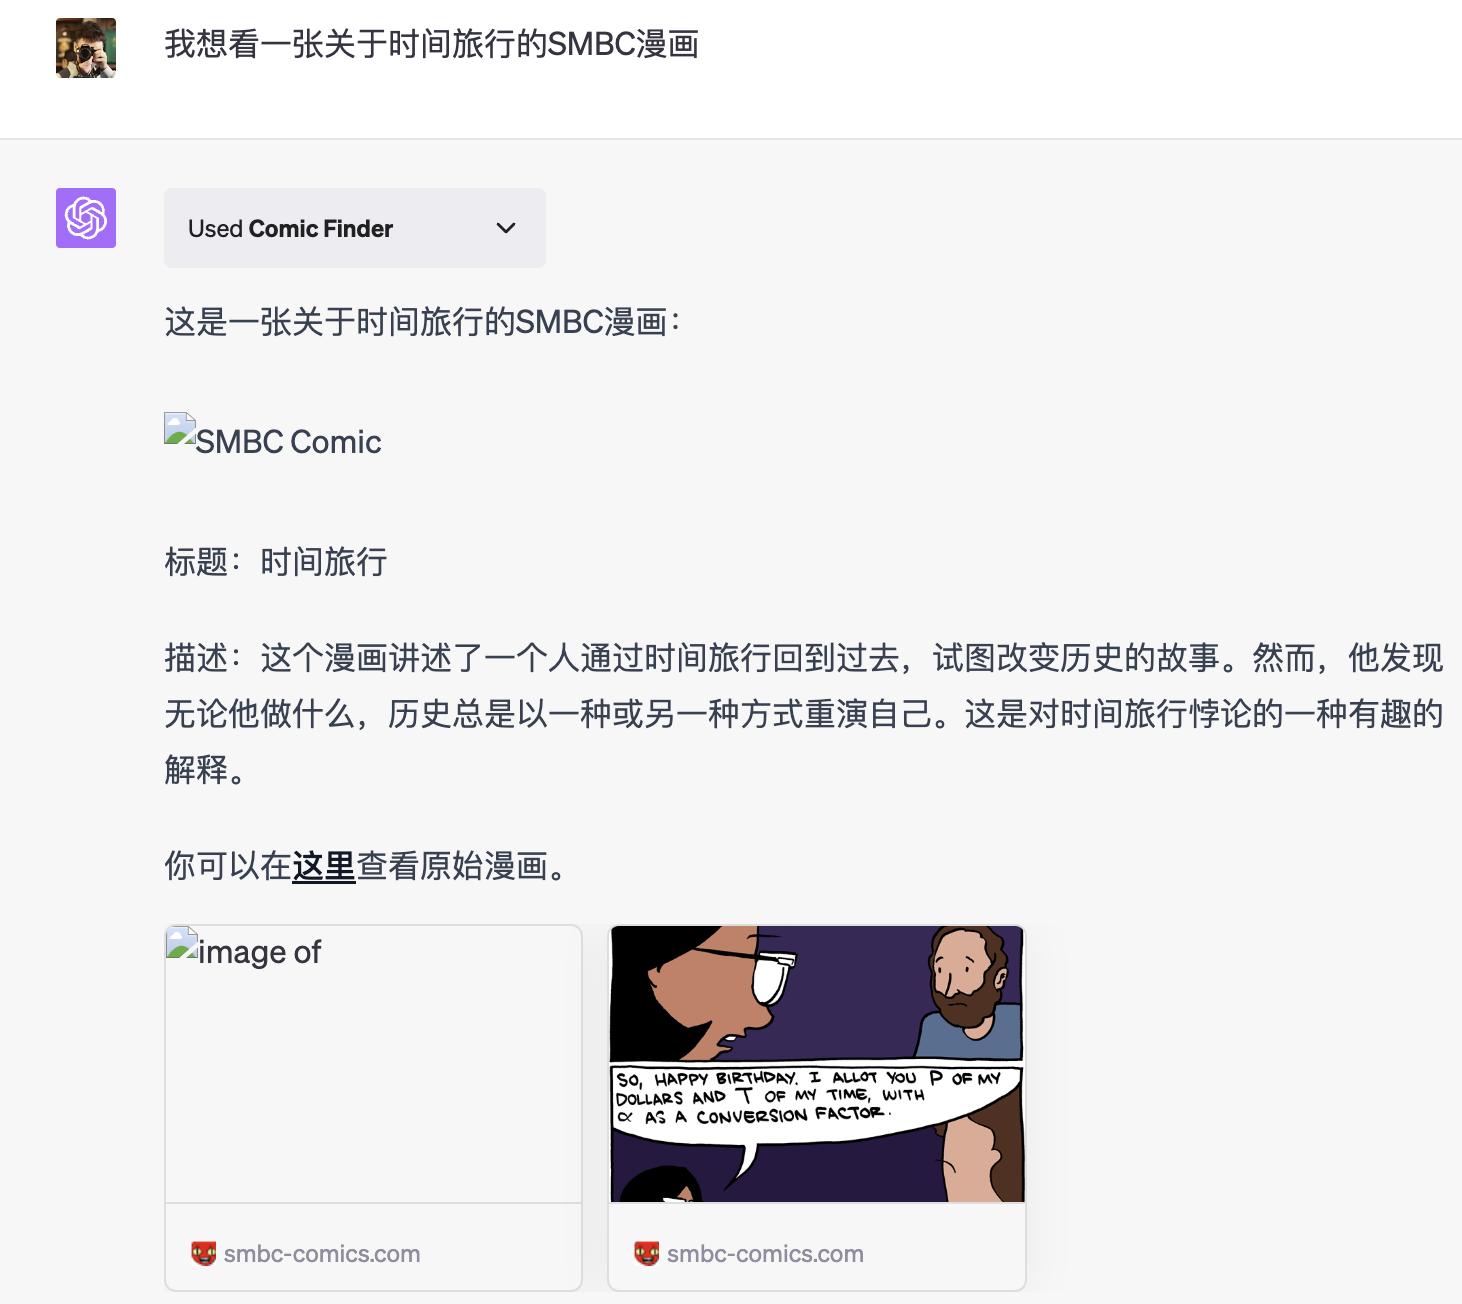 我想看一张关于时间旅行的SMBC漫画
Used Comic Finder
这是一张关于时间旅行的SMBC漫画：
SMBC Comic
标题：时间旅行
描述：这个漫画讲述了一个人通过时间旅行回到过去，试图改变历史的故事。然而，他发现
无论他做什么，历史总是以一种或另一种方式重演自己。这是对时间旅行悖论的一种有趣的
解释。
你可以在这里查看原始漫画。
image of
SO, HAPPY BIRTHDAY. I ALLOT YOU P OF MY
DOLLARS AND T OF MY TIME, WITH
α AS A CONVERSION FACTOR.
smbc-comics.com
smbc-comics.com